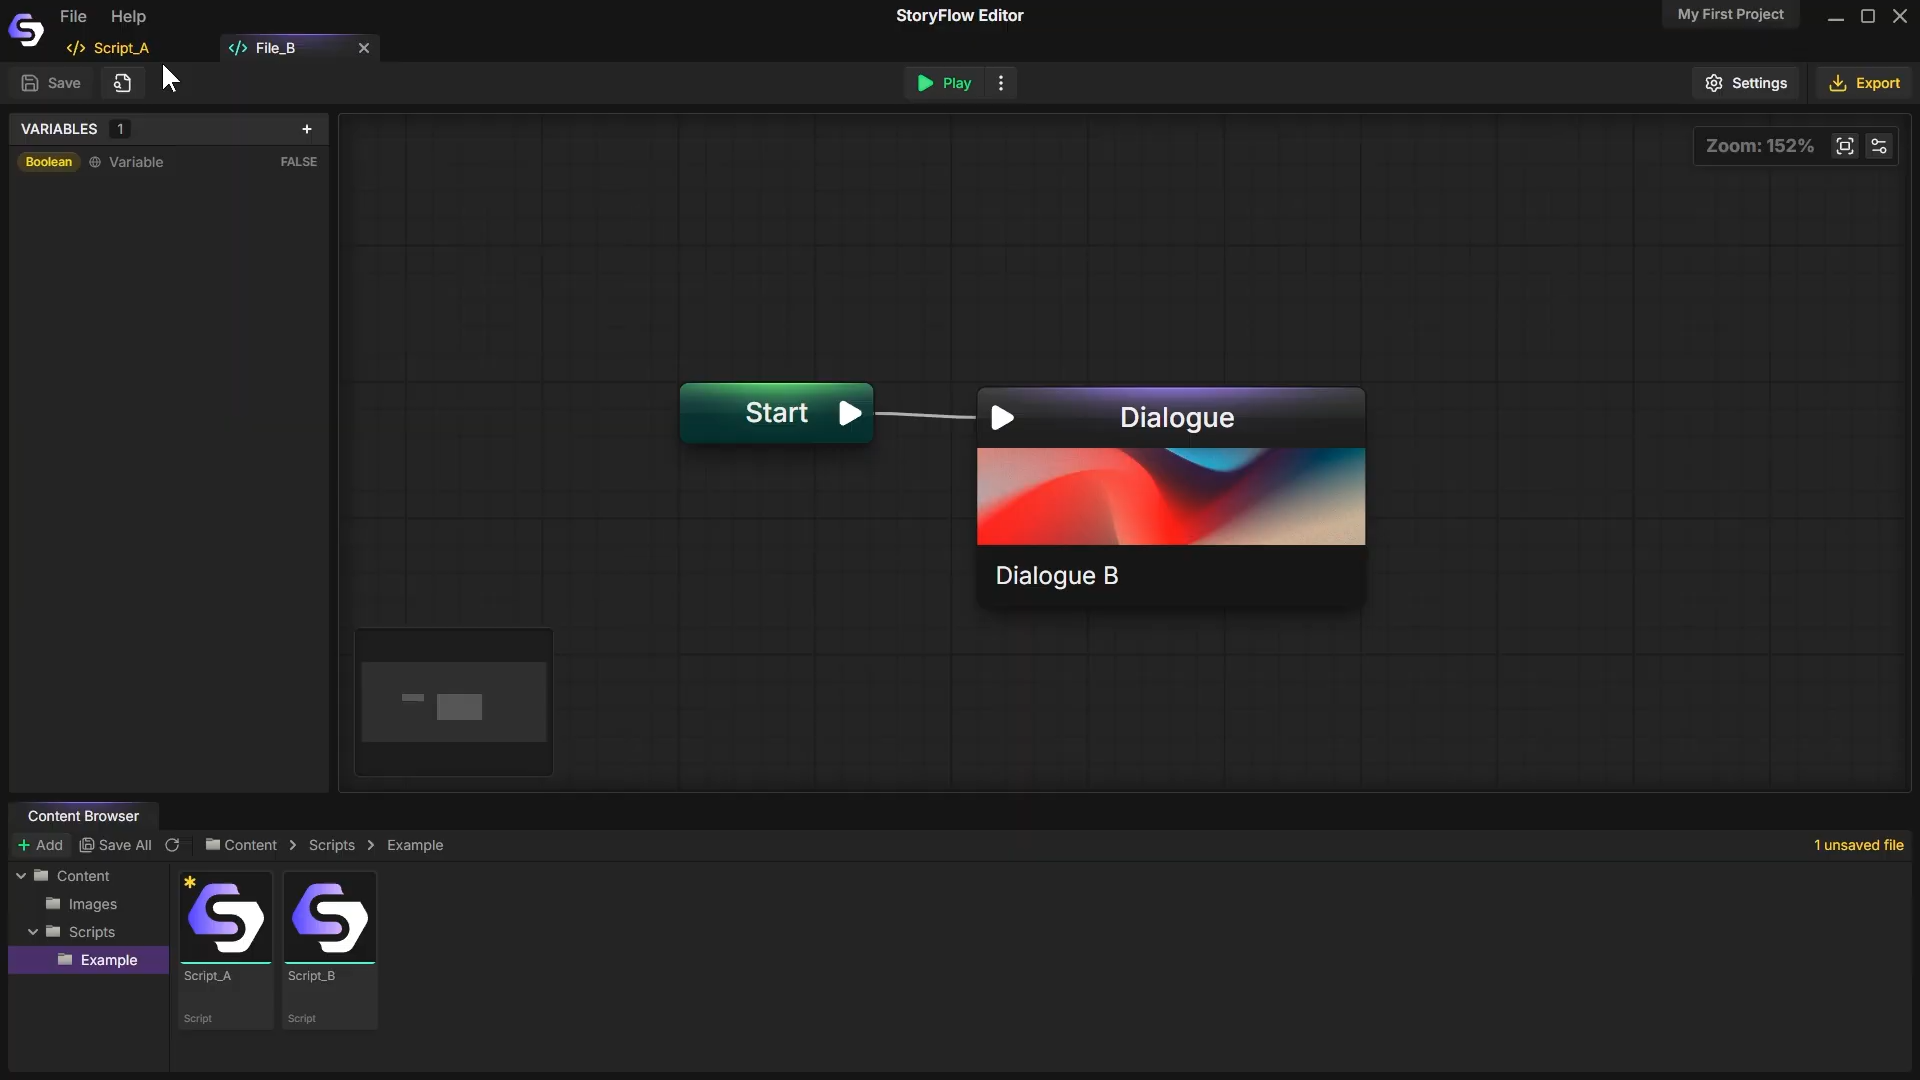 File
Help
StoryFlow Editor
My First Project
Script_A
File_B
Save
Play
Settings
Export
VARIABLES 1
Boolean Variable FALSE
Zoom: 152%
Start
Dialogue
Dialogue B
Content Browser
Add
Save All
Content
Scripts
Example
1 unsaved file
Content
Images
Scripts
Example
Script_A
Script
Script_B
Script